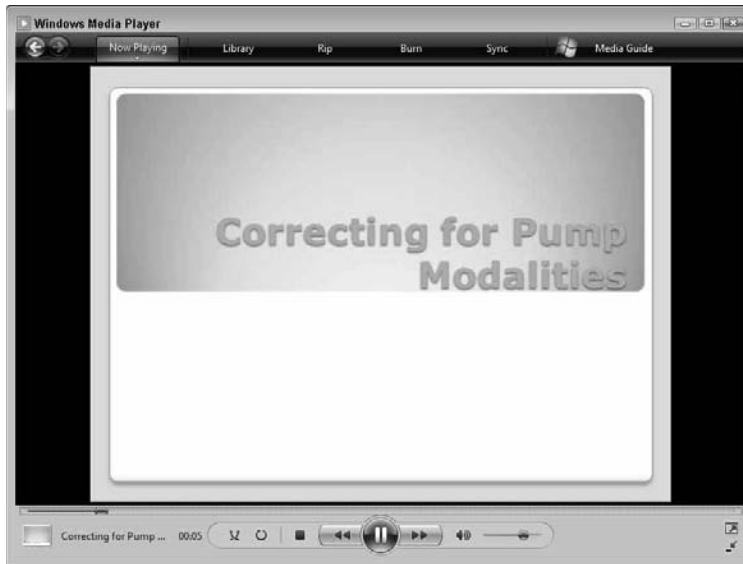 Windows Media Player
Now Playing Library Rip Burn Sync Media Guide
Correcting for Pump
Modalities
Correcting for Pump ... 00:05